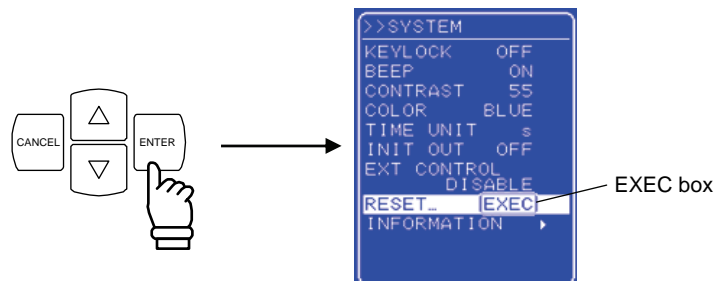 CANCEL
ENTER
>>SYSTEM
KEYLOCK OFF
BEEP ON
CONTRAST 55
COLOR BLUE
TIME UNIT s
INIT OUT OFF
EXT CONTROL
DISABLE
RESET… EXEC
INFORMATION
EXEC box